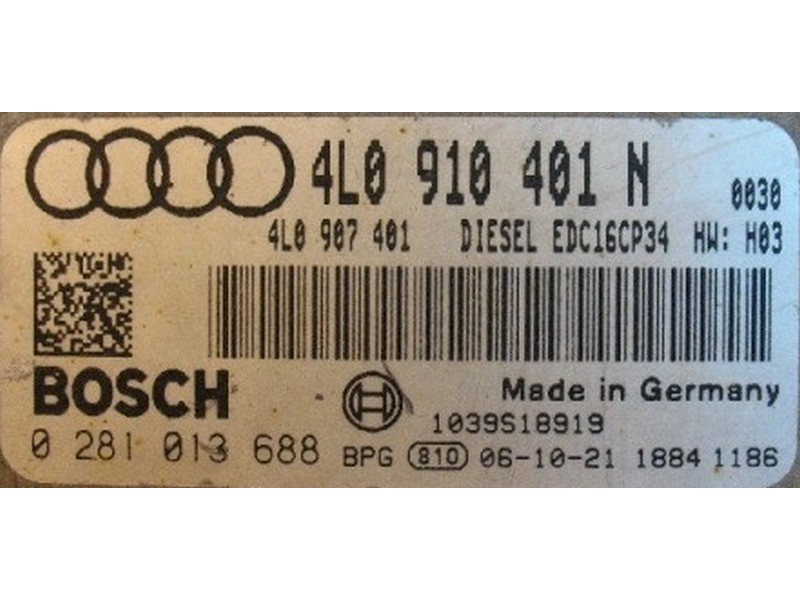 4L0 910 401 N 0030
4L0 907 401 DIESEL EDC16CP34 HW: H03
BOSCH
Made in Germany
1039S18919
0 281 013 688 BPG 810 06-10-21 1884 1186